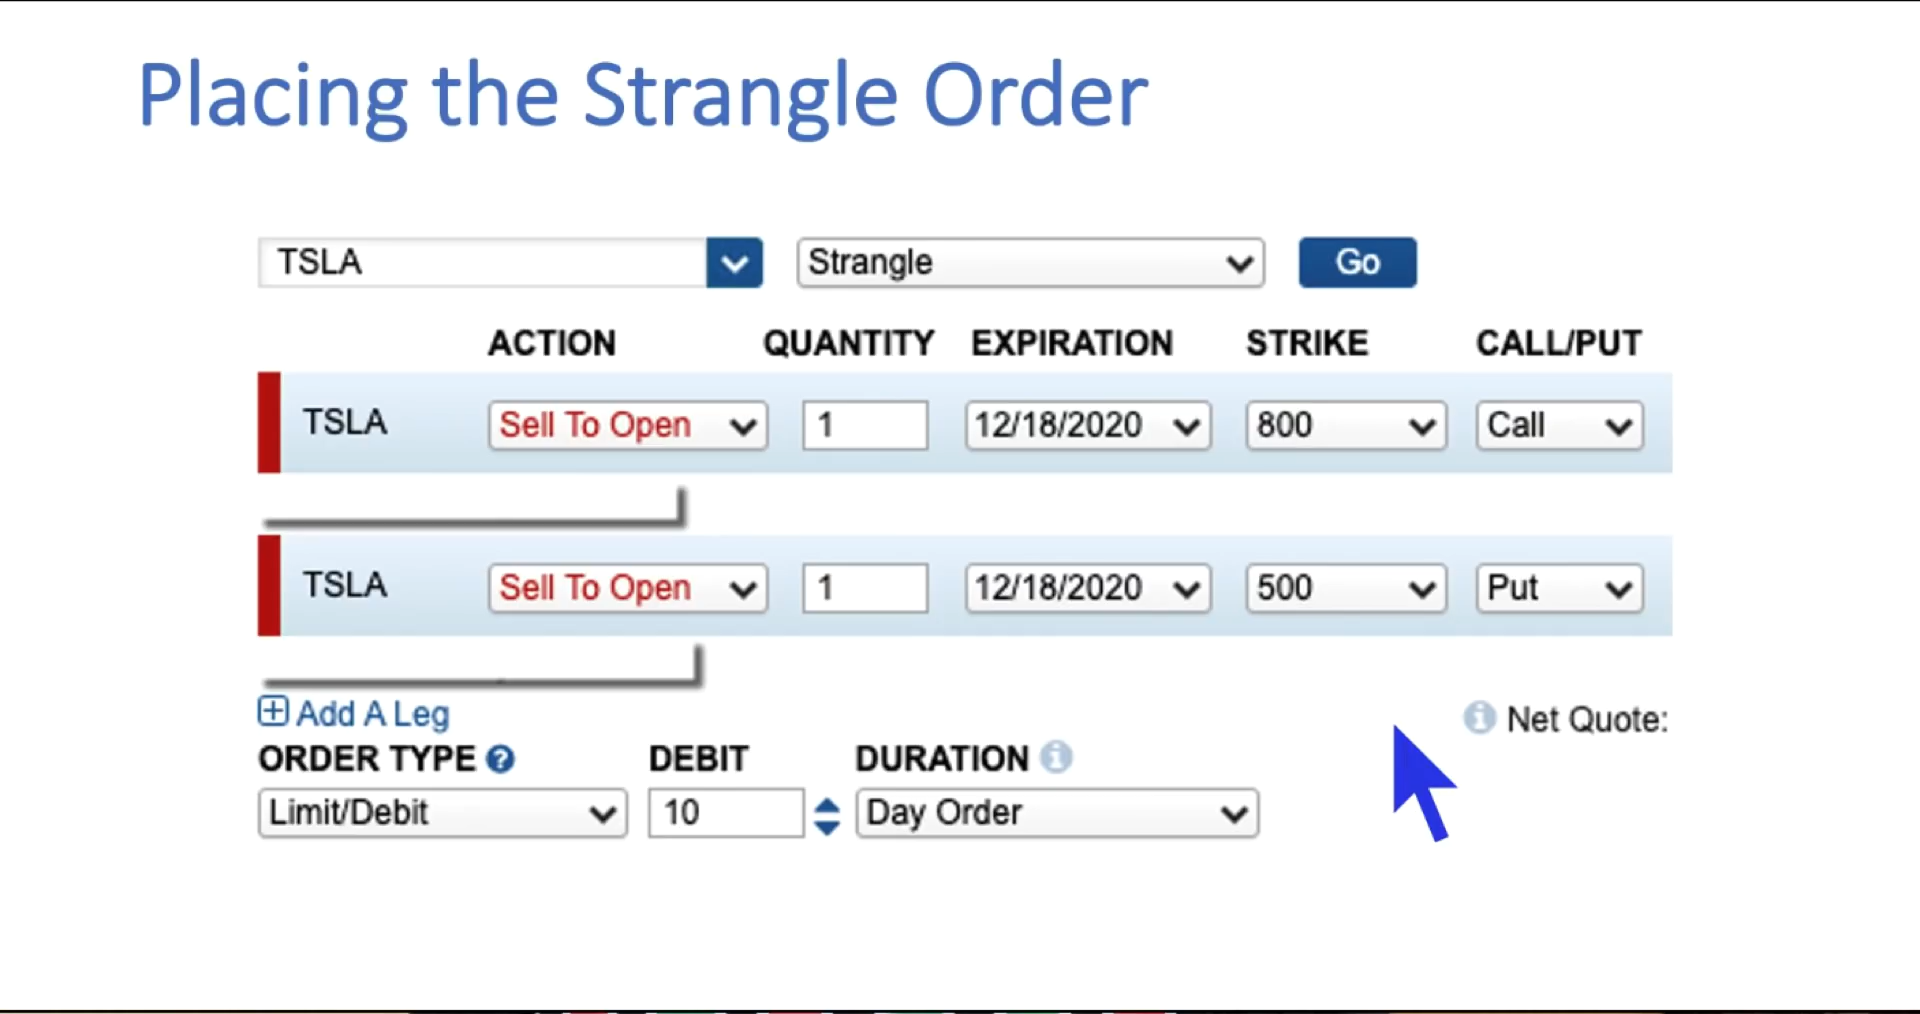 Placing the Strangle Order
TSLA Strangle Go
ACTION QUANTITY EXPIRATION STRIKE CALL/PUT
TSLA Sell To Open 1 12/18/2020 800 Call
TSLA Sell To Open 1 12/18/2020 500 Put
Add A Leg Net Quote:
ORDER TYPE DEBIT DURATION
Limit/Debit 10 Day Order